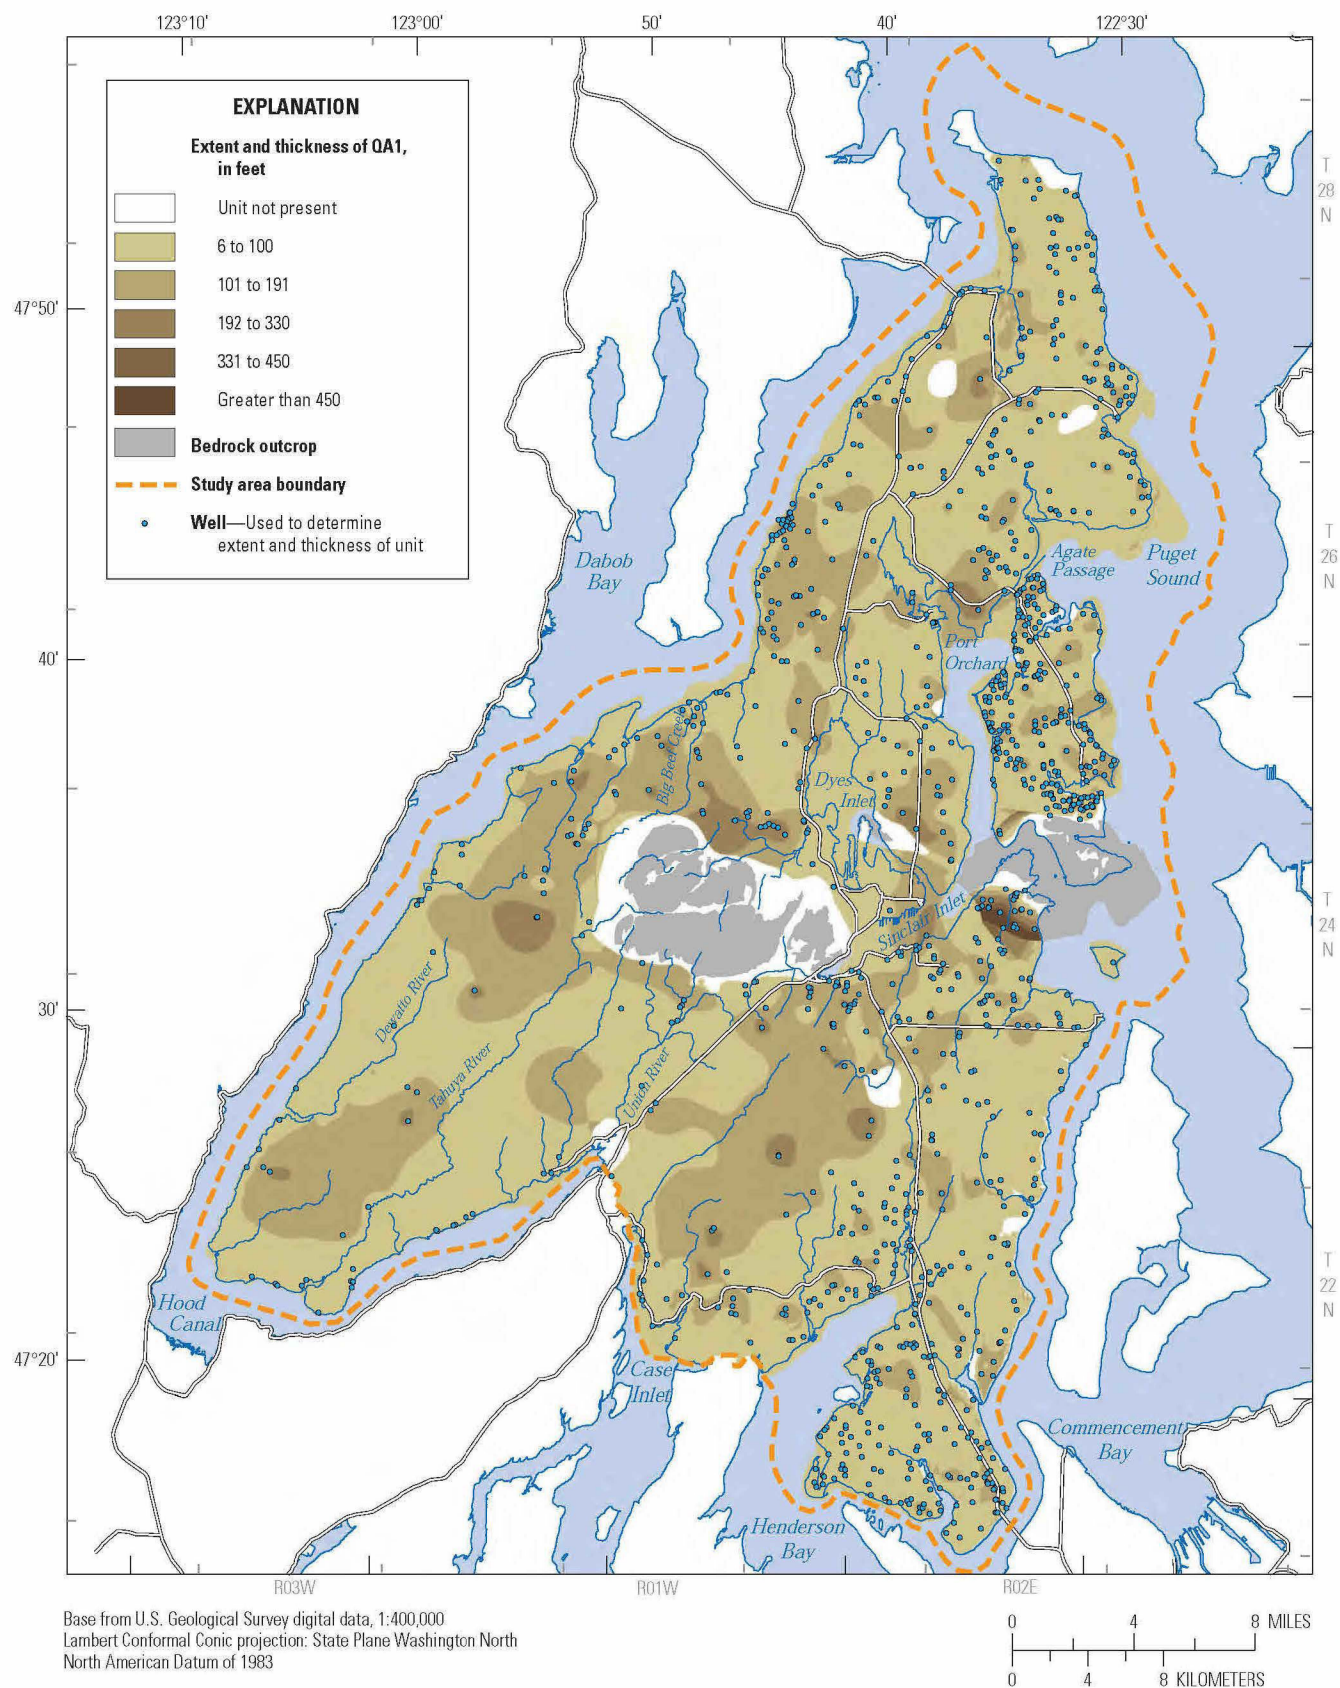 123°10'
123°00'
50'
40'
122°30'
EXPLANATION
Extent and thickness of QA1,
in feet
Unit not present
6 to 100
101 to 191
192 to 330
331 to 450
Greater than 450
Bedrock outcrop
Study area boundary
Well—Used to determine
extent and thickness of unit
T
28
N
47°50'
T
26
N
Dabob
Bay
Agate
Passage
Puget
Sound
40'
Port
Orchard
Big Beef Creek
Dyes
Inlet
Sinclair Inlet
T
24
N
Dewatto River
30'
Tahuya River
Union River
T
22
N
Hood
Canal
47°20'
Case
Inlet
Commencement
Bay
Henderson
Bay
R03W
R01W
R02E
Base from U.S. Geological Survey digital data, 1:400,000
Lambert Conformal Conic projection: State Plane Washington North
North American Datum of 1983
0 4 8 MILES
0 4 8 KILOMETERS